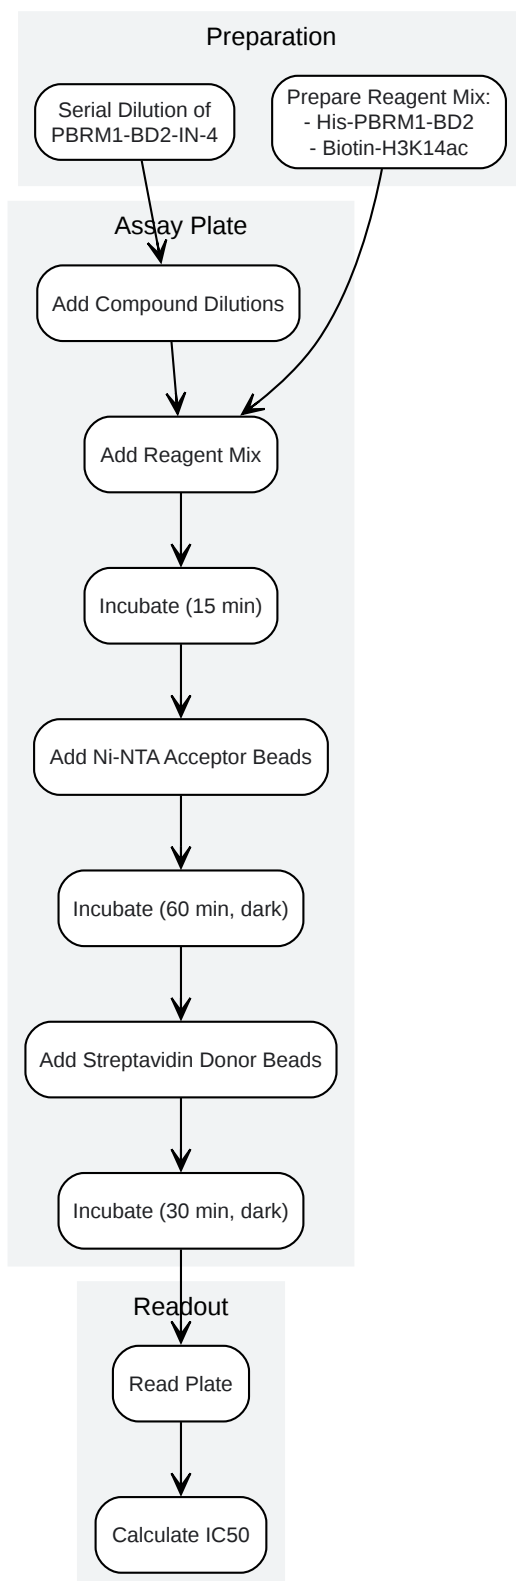 Preparation
Serial Dilution of
PBRM1-BD2-IN-4
Prepare Reagent Mix:
- His-PBRM1-BD2
- Biotin-H3K14ac
Assay Plate
Add Compound Dilutions
Add Reagent Mix
Incubate (15 min)
Add Ni-NTA Acceptor Beads
Incubate (60 min, dark)
Add Streptavidin Donor Beads
Incubate (30 min, dark)
Readout
Read Plate
Calculate IC50